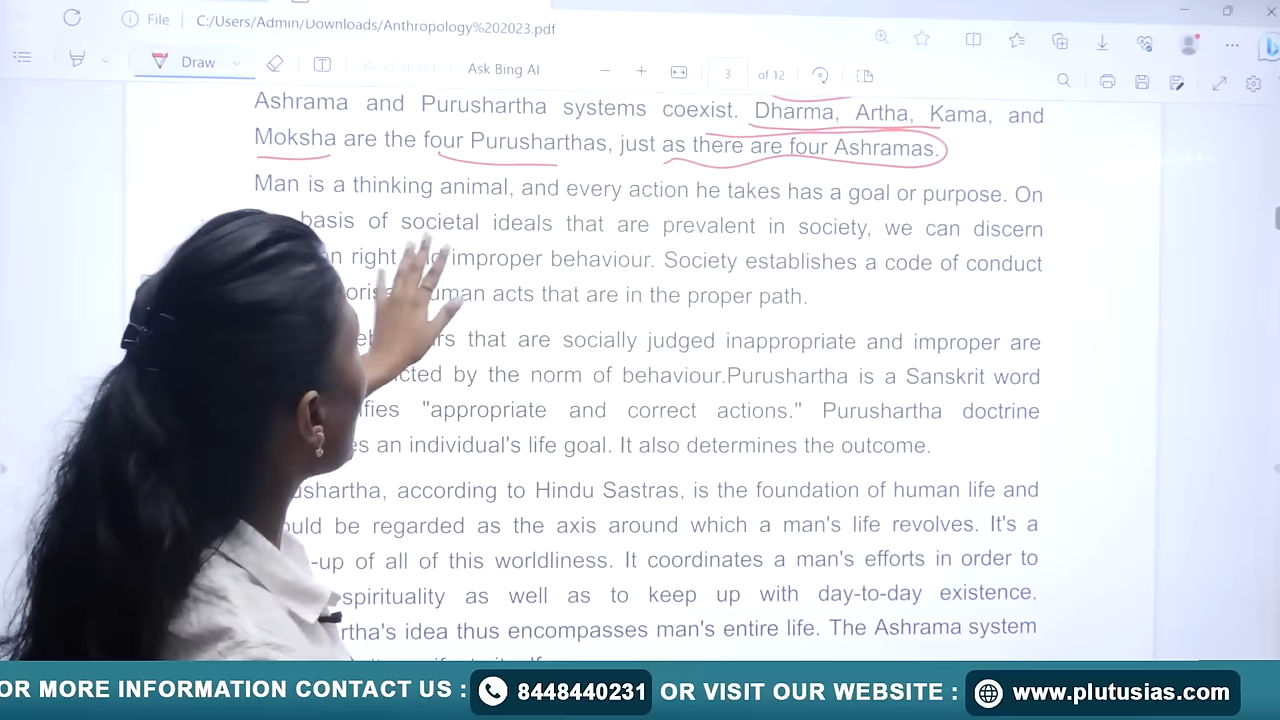 File C:/Users/Admin/Downloads/Anthropology%202023.pdf
Draw Read aloud Ask Bing AI 3 of 12
Ashrama and Purushartha systems coexist. Dharma, Artha, Kama, and
Moksha are the four Purusharthas, just as there are four Ashramas.
Man is a thinking animal, and every action he takes has a goal or purpose. On
basis of societal ideals that are prevalent in society, we can discern
right improper behaviour. Society establishes a code of conduct
human acts that are in the proper path.
that are socially judged inappropriate and improper are
by the norm of behaviour.Purushartha is a Sanskrit word
"appropriate and correct actions." Purushartha doctrine
an individual's life goal. It also determines the outcome.
according to Hindu Sastras, is the foundation of human life and
be regarded as the axis around which a man's life revolves. It's a
-up of all of this worldliness. It coordinates a man's efforts in order to
spirituality as well as to keep up with day-to-day existence.
idea thus encompasses man's entire life. The Ashrama system
OR MORE INFORMATION CONTACT US : 8448440231 OR VISIT OUR WEBSITE : www.plutusias.com